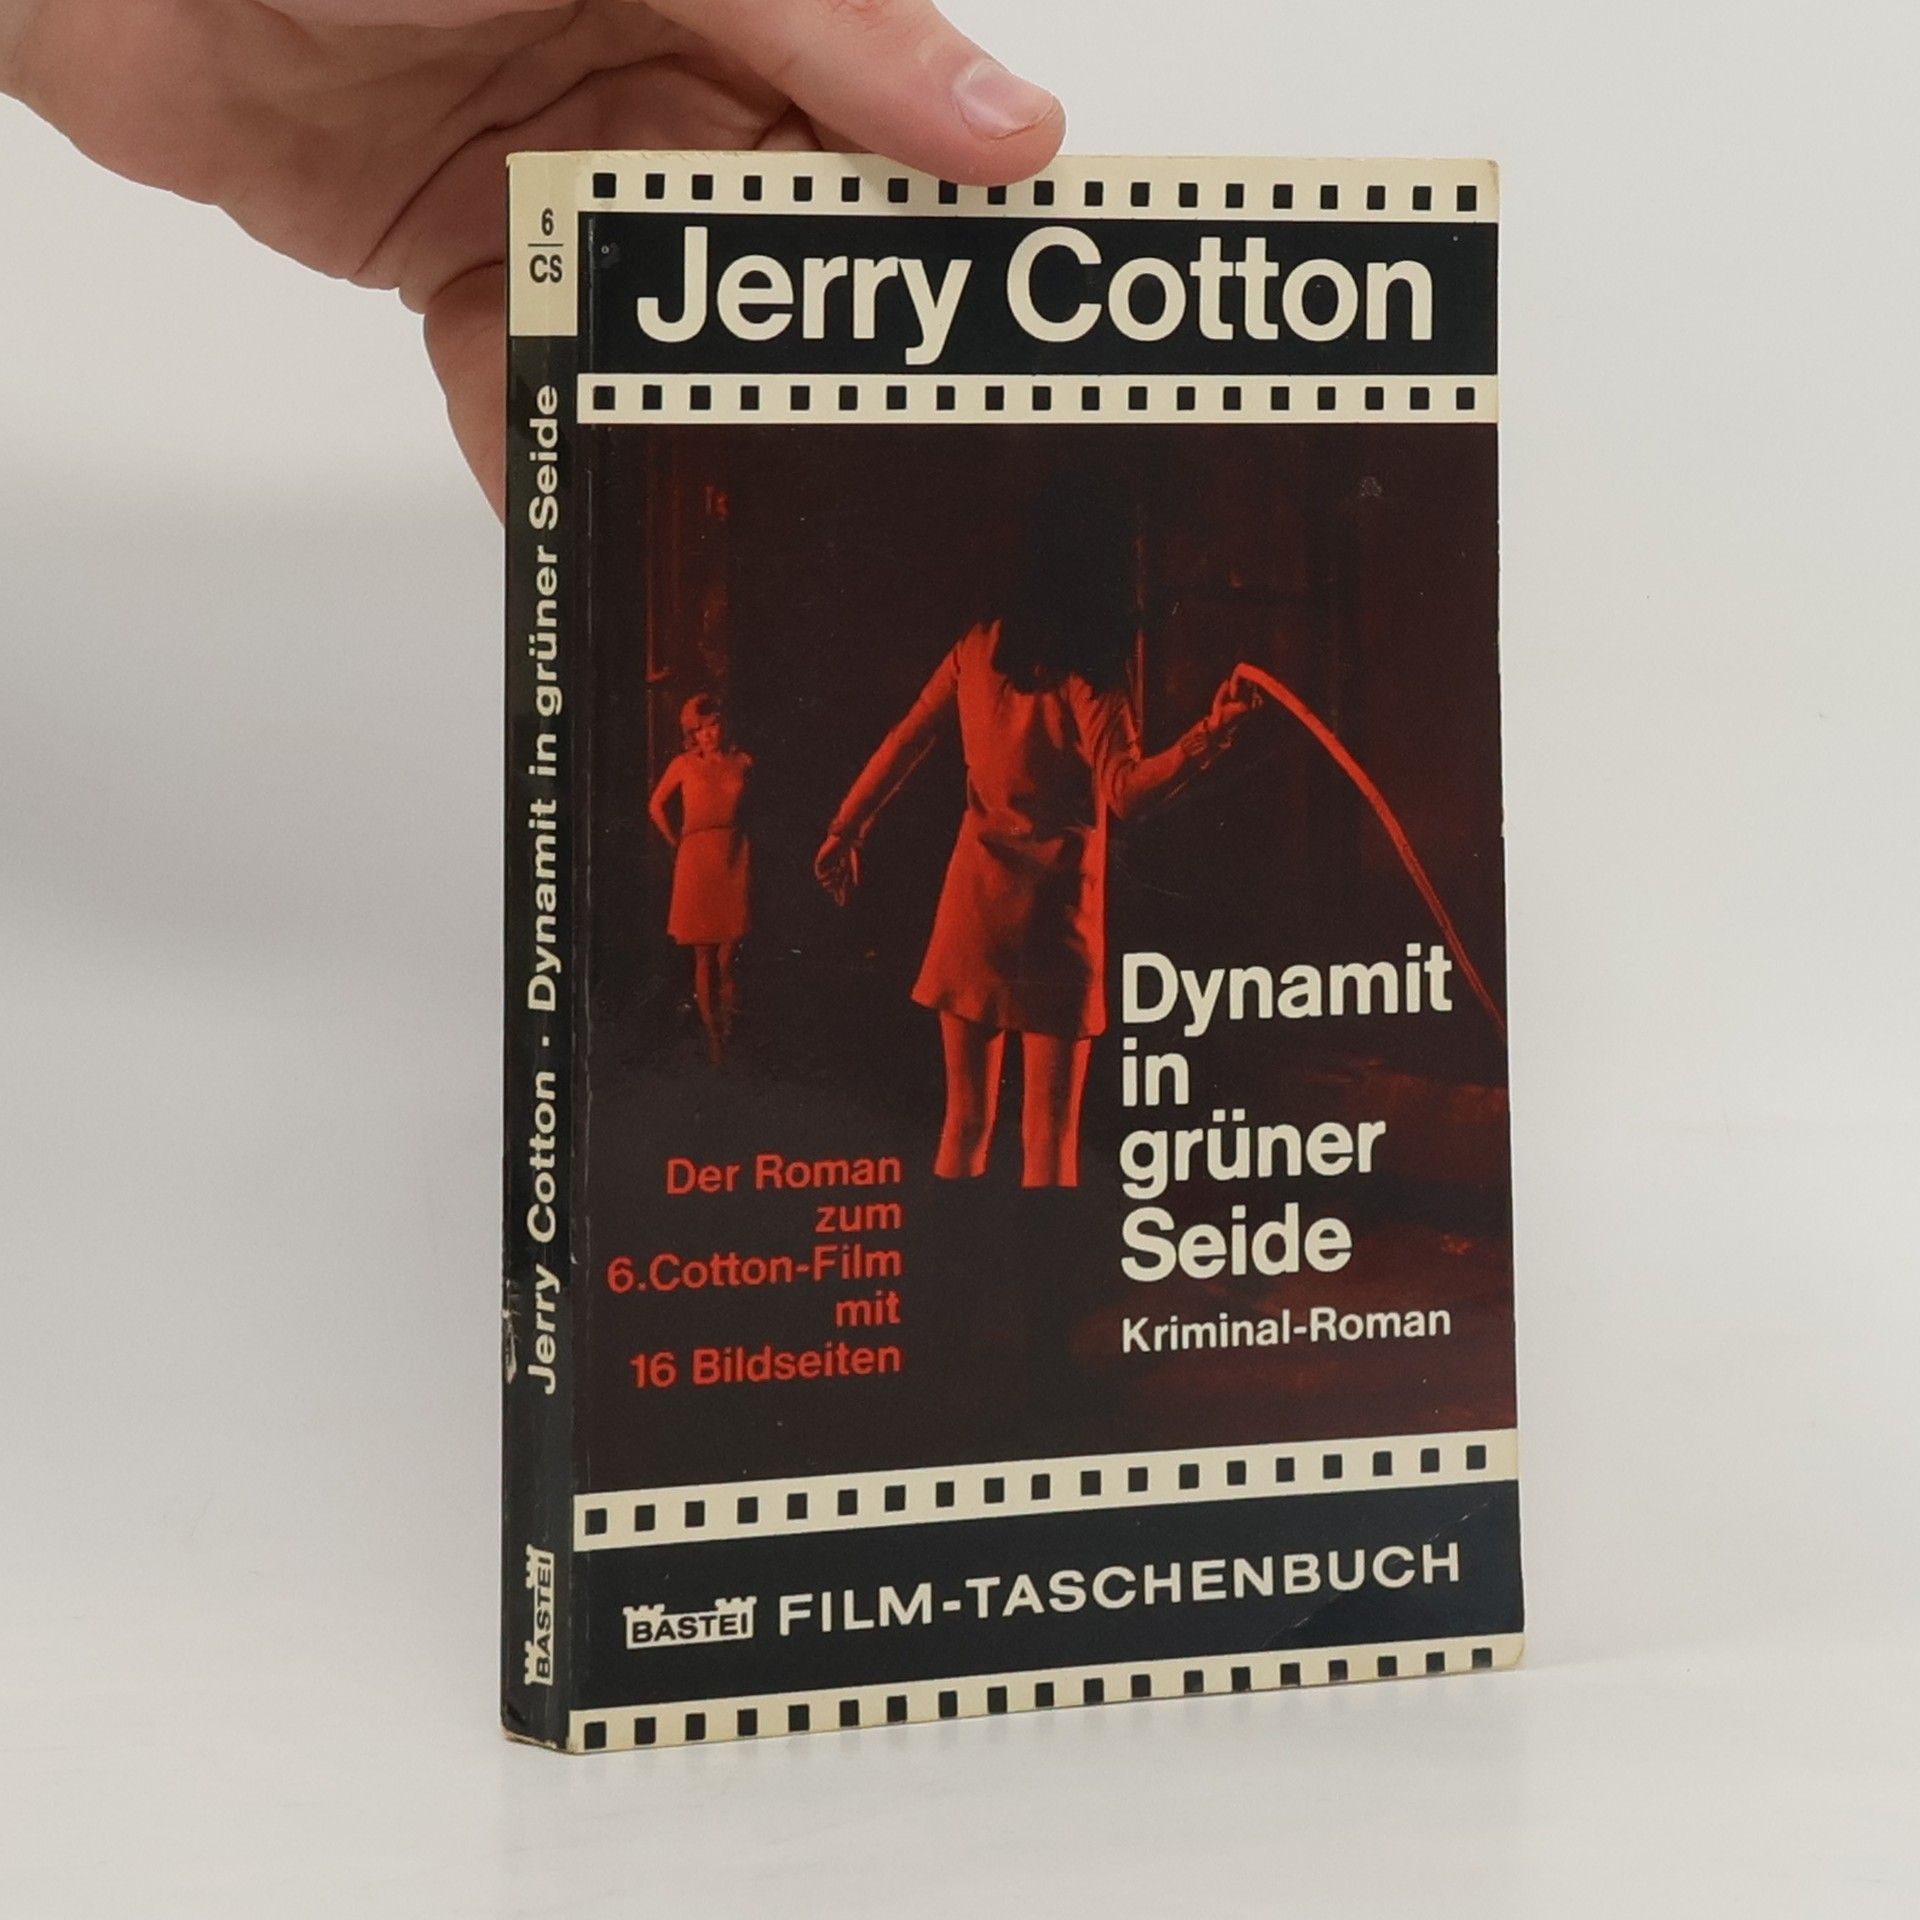 6
CS
Jerry Cotton · Dynamit in grüner Seide
BASTEI
Jerry Cotton
Dynamit
in
grüner
Seide
Kriminal-Roman
Der Roman
zum
6.Cotton-Film
mit
16 Bildseiten
BASTEI FILM-TASCHENBUCH